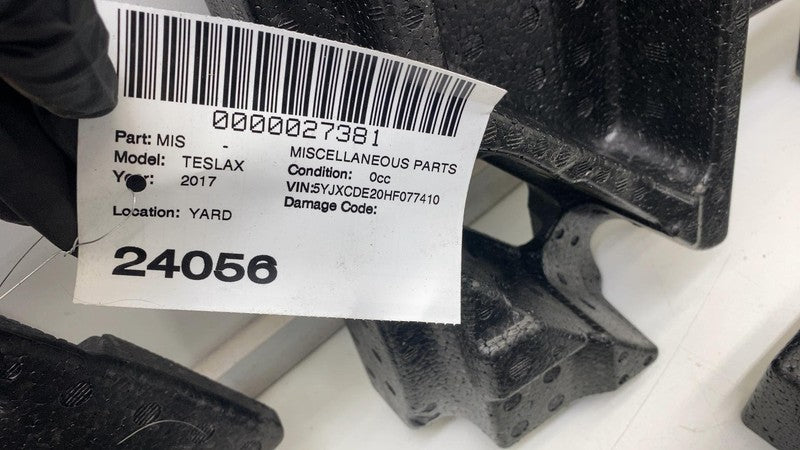 0000027381
Part: MIS - MISCELLANEOUS PARTS
Model: TESLAX Condition: 0cc
Year: 2017 VIN:5YJXCDE20HF077410
Damage Code:
Location: YARD
24056